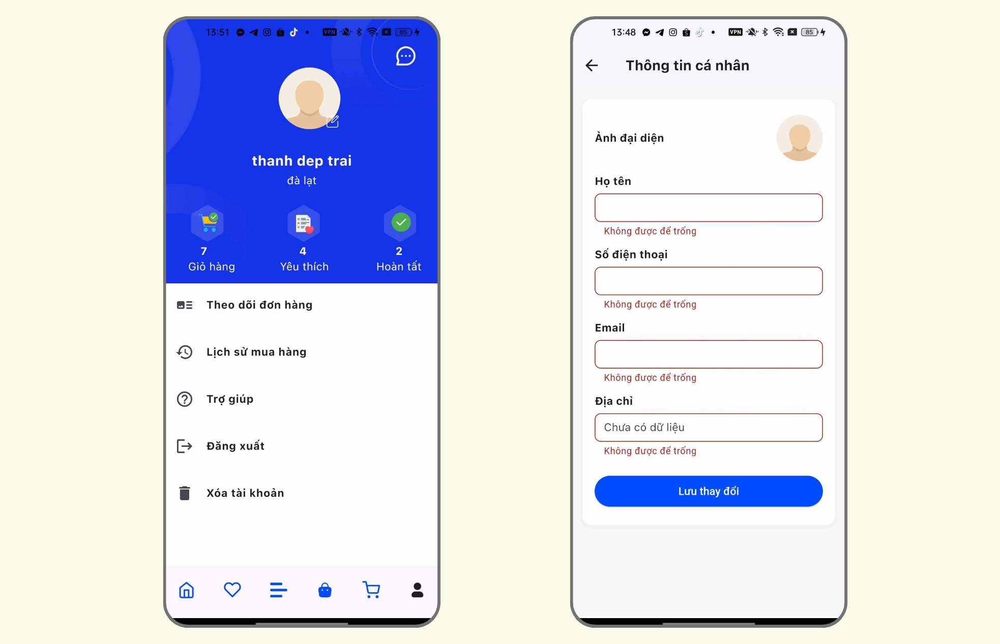 13:51 VPN 85
thanh dep trai
đà lạt
7 4 2
Giỏ hàng Yêu thích Hoàn tất
Theo dõi đơn hàng
Lịch sử mua hàng
Trợ giúp
Đăng xuất
Xóa tài khoản
13:48 VPN 85
Thông tin cá nhân
Ảnh đại diện
Họ tên
Không được để trống
Số điện thoại
Không được để trống
Email
Không được để trống
Địa chỉ
Chưa có dữ liệu
Không được để trống
Lưu thay đổi